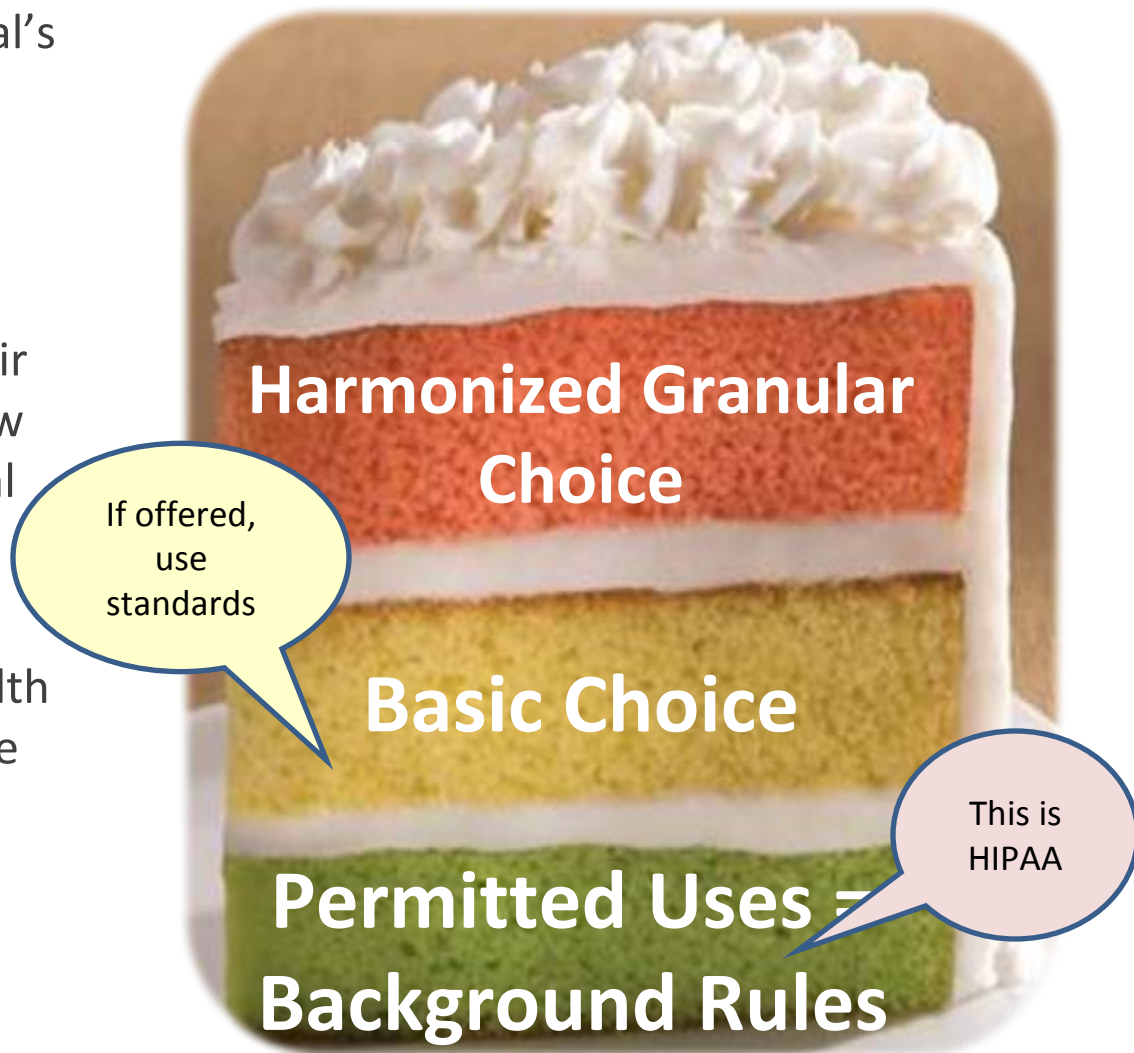 al's
ir
w
al
lth
e
Harmonized Granular
Choice
If offered,
use
standards
Basic Choice
This is
HIPAA
Permitted Uses =
Background Rules